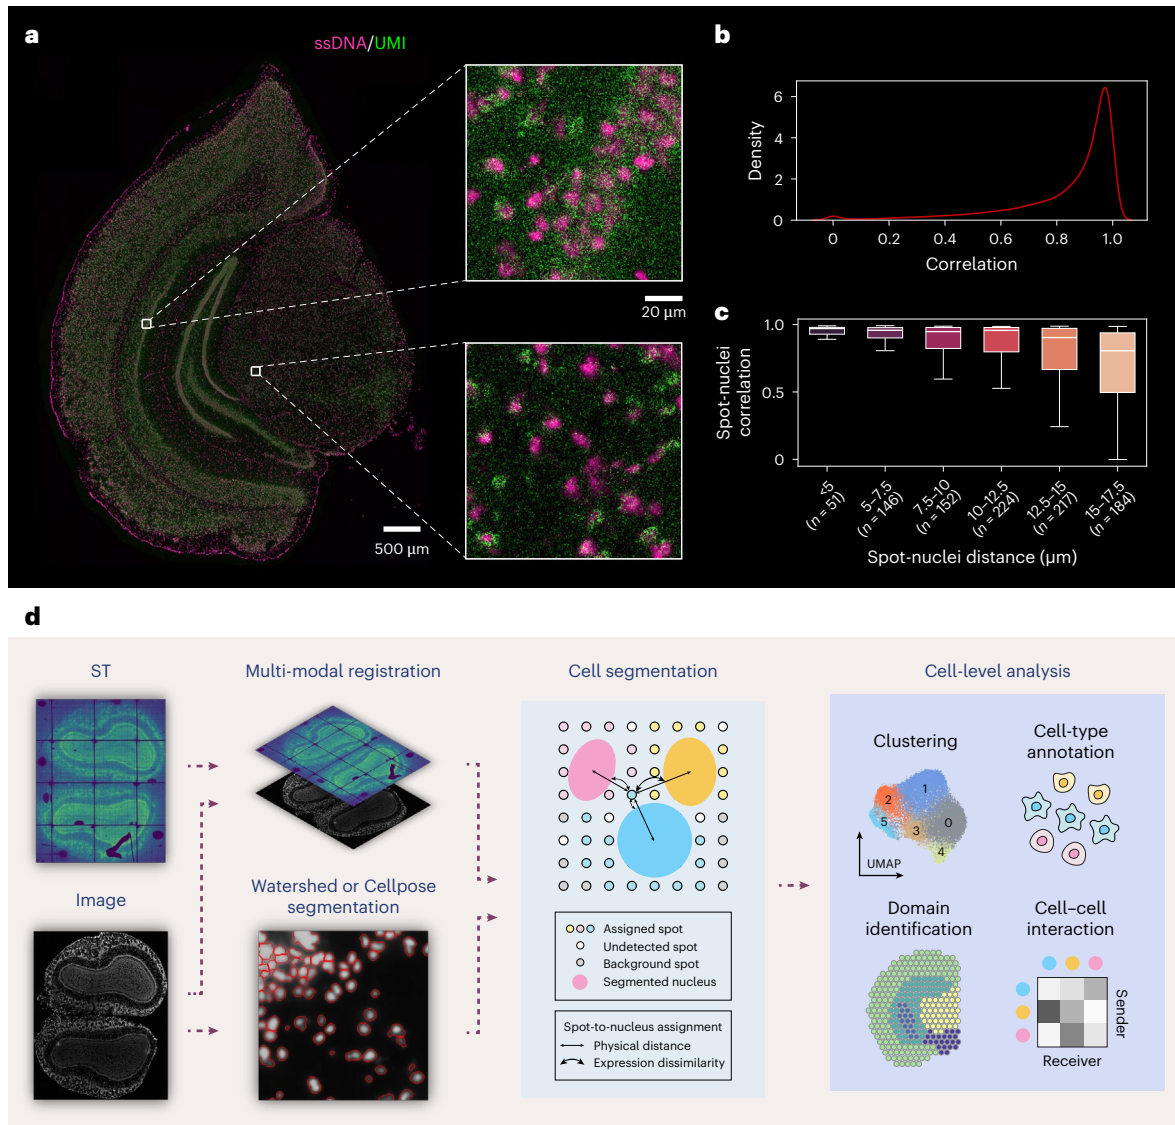 a
ssDNA/UMI
20 µm
500 µm
b
Density
6
4
2
0
0
0.2
0.4
0.6
0.8
1.0
Correlation
c
Spot-nuclei
correlation
1.0
0.5
0
<5
(n = 51)
5–7.5
(n = 146)
7.5–10
(n = 152)
10–12.5
(n = 224)
12.5–15
(n = 217)
15–17.5
(n = 184)
Spot-nuclei distance (µm)
d
ST
Multi-modal registration
Cell segmentation
Cell-level analysis
Image
Watershed or Cellpose
segmentation
Assigned spot
Undetected spot
Background spot
Segmented nucleus
Spot-to-nucleus assignment
Physical distance
Expression dissimilarity
Clustering
1
2
0
5
3
4
UMAP
Cell-type
annotation
Domain
identification
Cell–cell
interaction
Sender
Receiver